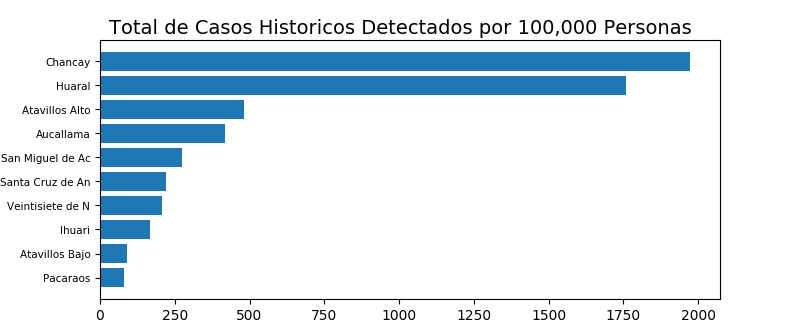 Total de Casos Historicos Detectados por 100,000 Personas
Chancay
Huaral
Atavillos Alto
Aucallama
San Miguel de Ac
Santa Cruz de An
Veintisiete de N
Ihuari
Atavillos Bajo
Pacaraos
0 250 500 750 1000 1250 1500 1750 2000